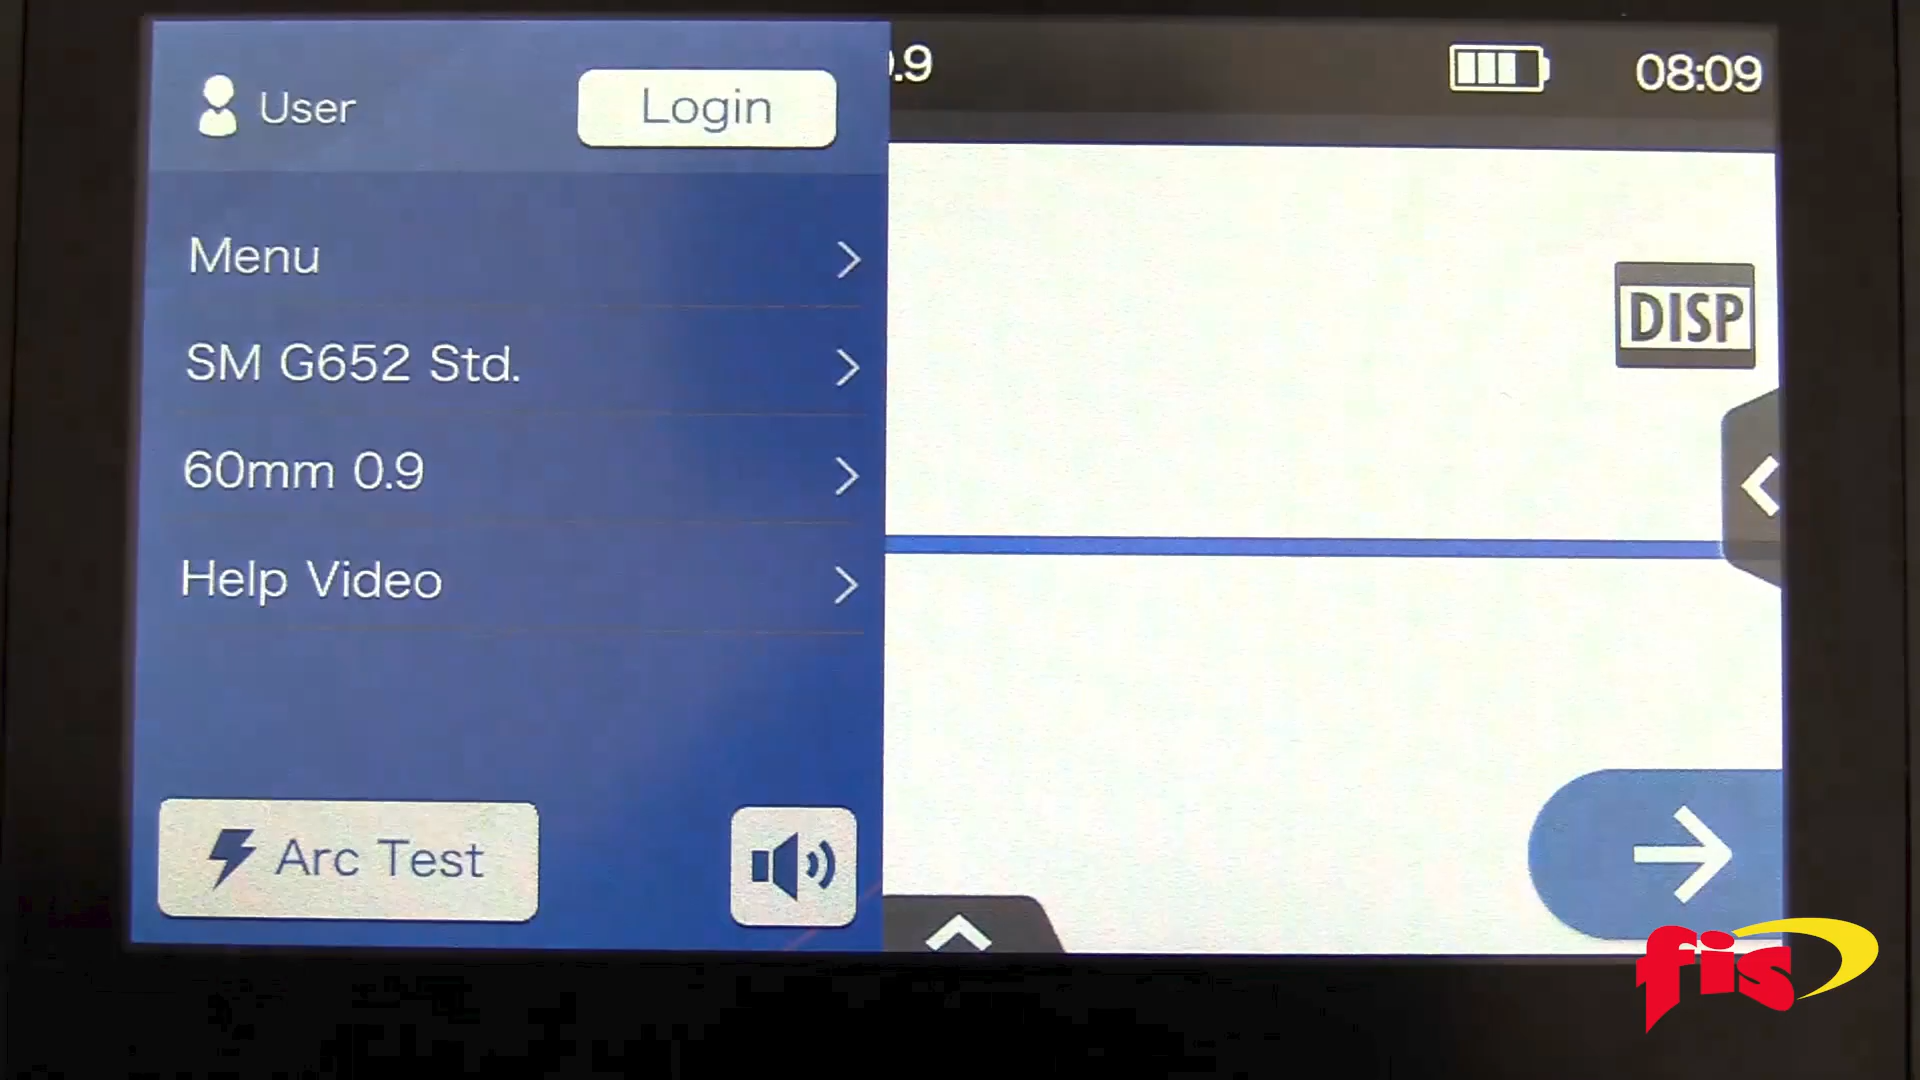 User
Login
.9
08:09
Menu
SM G652 Std.
60mm 0.9
Help Video
DISP
Arc Test
fis